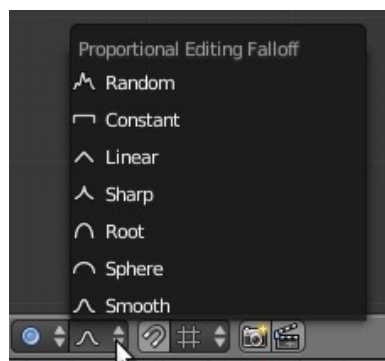 Proportional Editing Falloff
Random
Constant
Linear
Sharp
Root
Sphere
Smooth